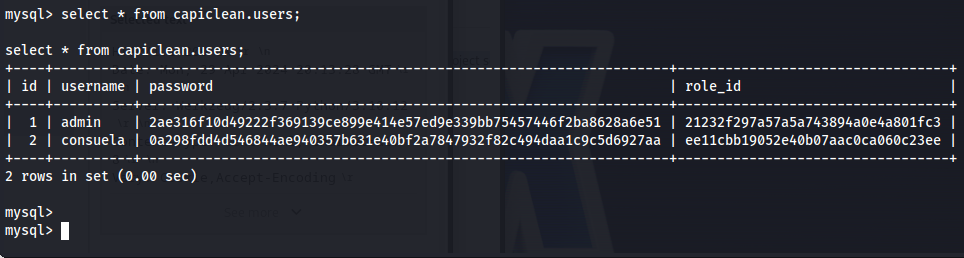 mysql> select * from capiclean.users;
select * from capiclean.users;
+----+----------+------------------------------------------------------------------+----------------------------------+
| id | username | password                                                         | role_id                          |
+----+----------+------------------------------------------------------------------+----------------------------------+
|  1 | admin    | 2ae316f10d49222f369139ce899e414e57ed9e339bb75457446f2ba8628a6e51 | 21232f297a57a5a743894a0e4a801fc3 |
|  2 | consuela | 0a298fdd4d546844ae940357b631e40bf2a7847932f82c494daa1c9c5d6927aa | ee11cbb19052e40b07aac0ca060c23ee |
+----+----------+------------------------------------------------------------------+----------------------------------+
2 rows in set (0.00 sec)
mysql>
mysql>